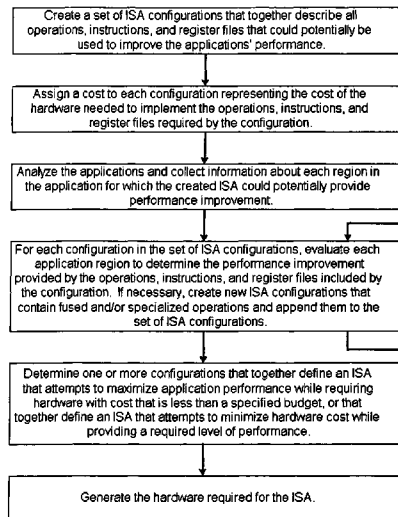 Create a set of ISA configurations that together describe all
operations, instructions, and register files that could potentially
be used to improve the applications' performance.
Assign a cost to each configuration representing the cost of the
hardware needed to implement the operations, instructions, and
register files required by the configuration.
Analyze the applications and collect information about each region in
the application for which the created ISA could potentially provide
performance improvement.
For each configuration in the set of ISA configurations, evaluate each
application region to determine the performance improvement
provided by the operations, instructions, and register files included by
the configuration. If necessary, create new ISA configurations that
contain fused and/or specialized operations and append them to the
set of ISA configurations.
Determine one or more configurations that together define an ISA
that attempts to maximize application performance while requiring
hardware with cost that is less than a specified budget, or that
together define an ISA that attempts to minimize hardware cost while
providing a required level of performance.
Generate the hardware required for the ISA.